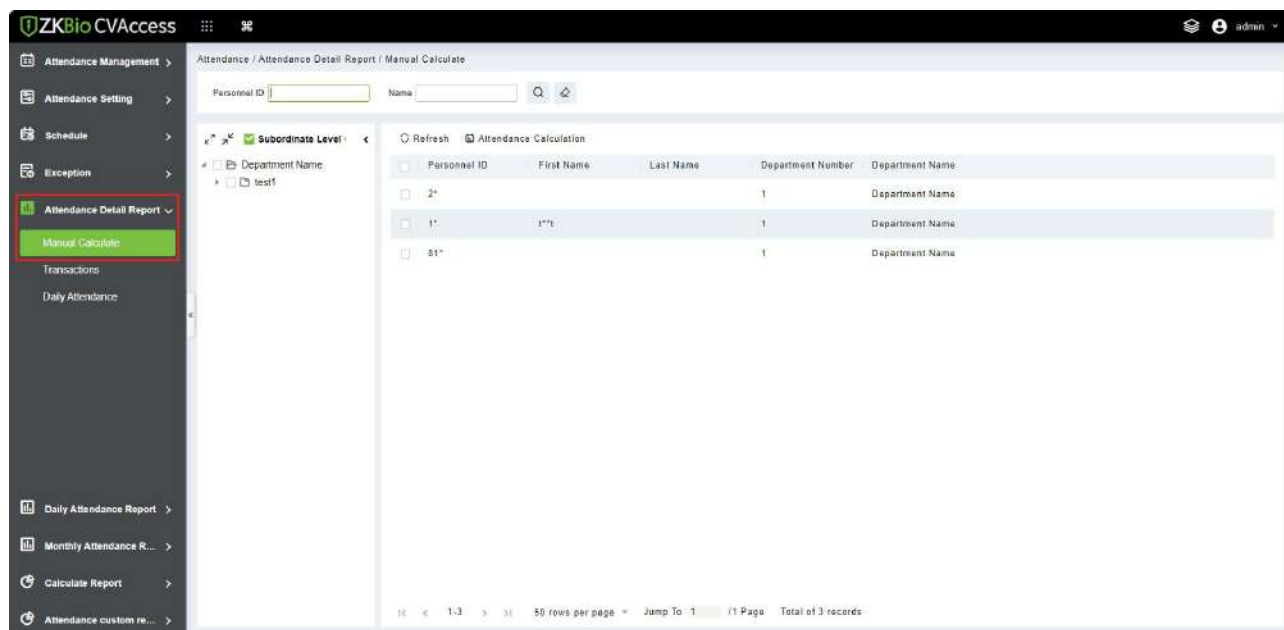 ZKBio CVAccess
admin
Attendance Management
Attendance Setting
Schedule
Exception
Attendance Detail Report
Manual Calculate
Transactions
Daily Attendance
Daily Attendance Report
Monthly Attendance R...
Calculate Report
Attendance custom re...
Attendance / Attendance Detail Report / Manual Calculate
Personnel ID
Name
Subordinate Level
Department Name
test1
Refresh Attendance Calculation
Personnel ID First Name Last Name Department Number Department Name
2* 1 Department Name
1* t**t 1 Department Name
81* 1 Department Name
1-3 50 rows per page Jump To 1 /1 Page Total of 3 records